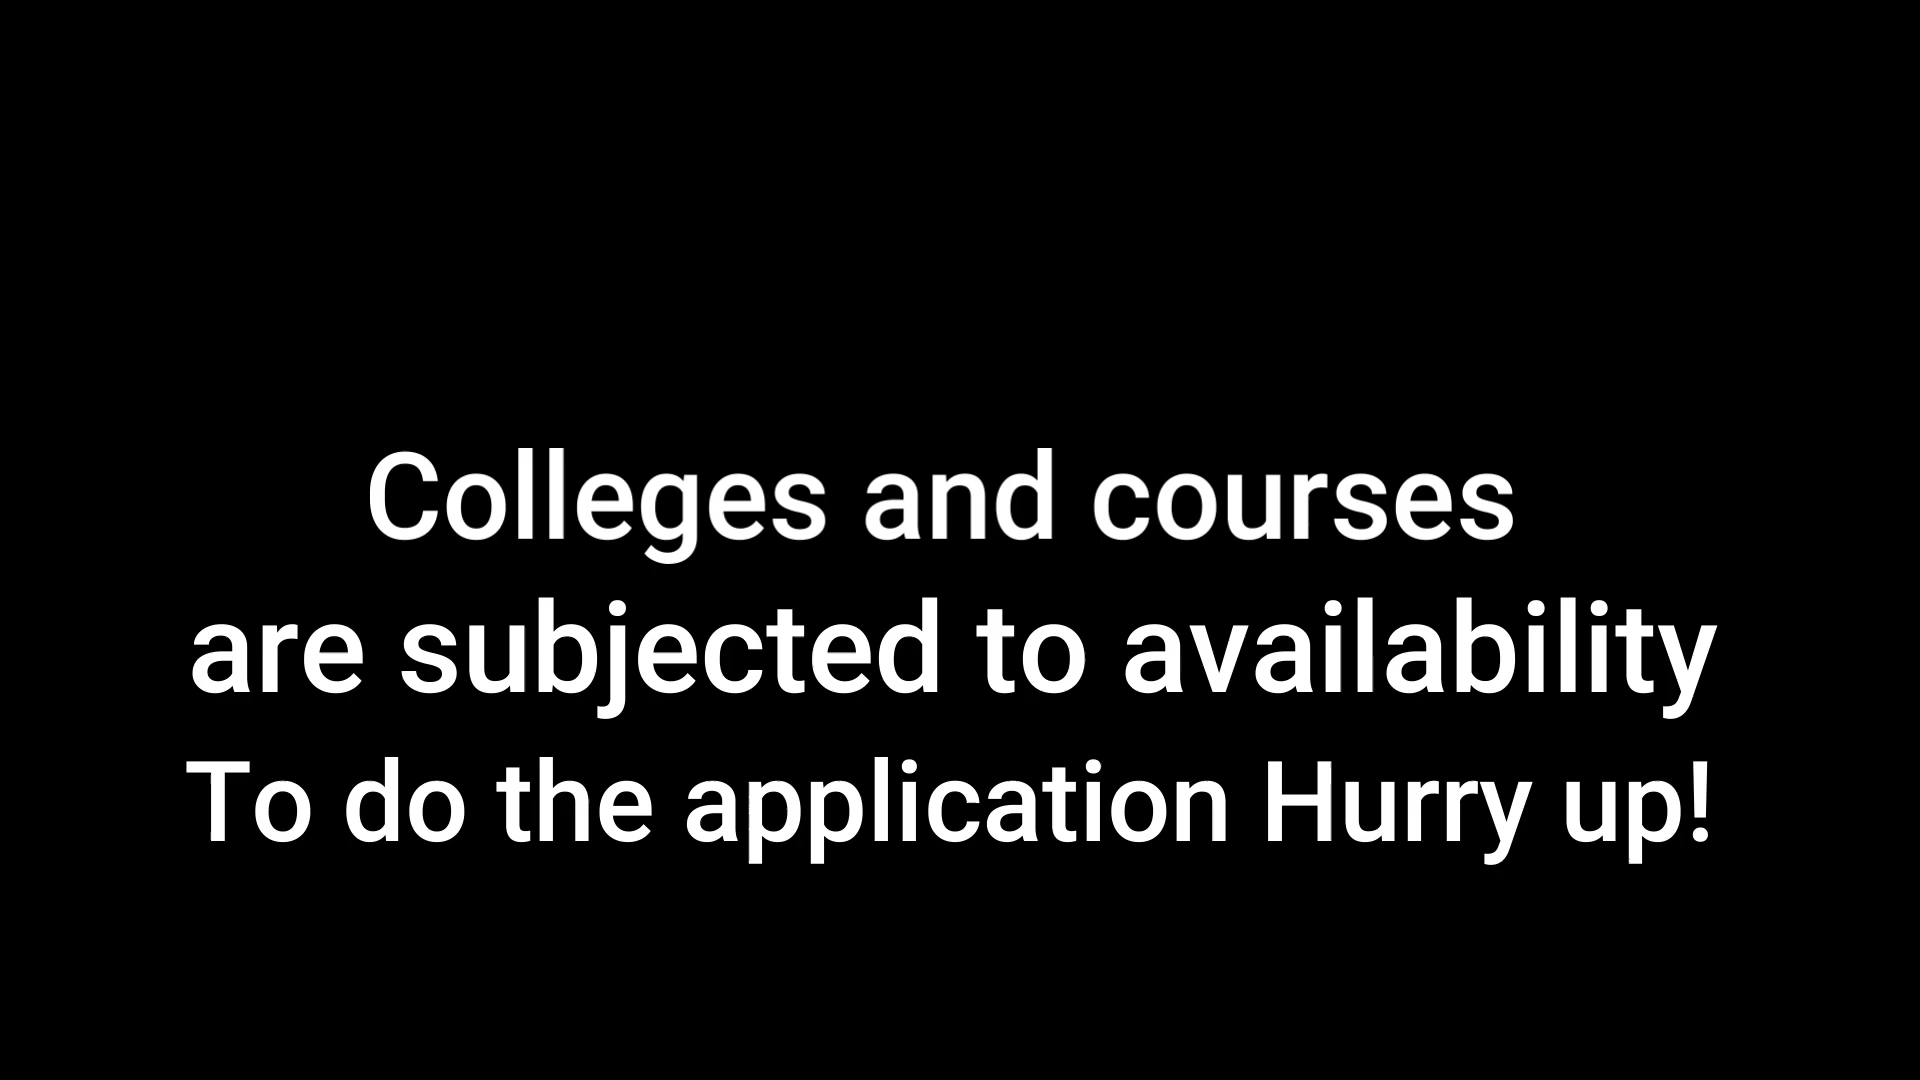 Colleges and courses
are subjected to availability
To do the application Hurry up!